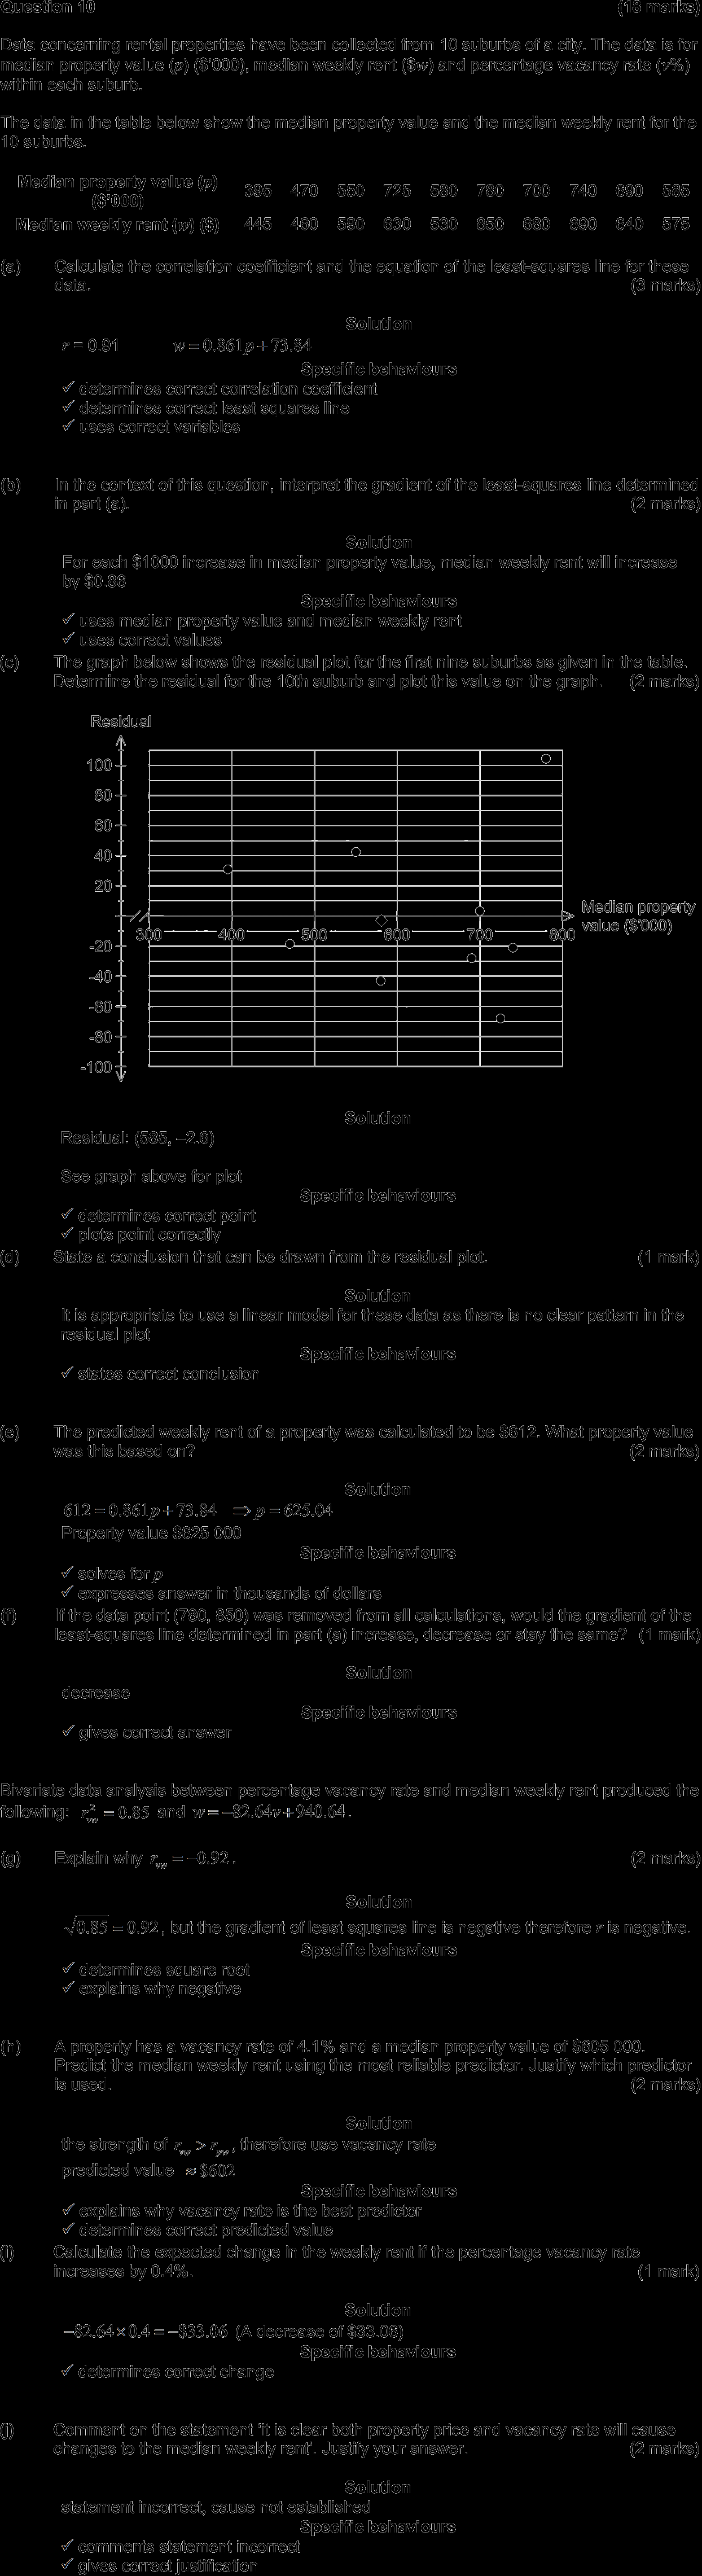 Question 10 (18 marks)
Data concerning rental properties have been collected from 10 suburbs of a city. The data is for
median property value (p) ($'000), median weekly rent ($w) and percentage vacancy rate (v%)
within each suburb.
The data in the table below show the median property value and the median weekly rent for the
10 suburbs.
Median property value (p) ($'000) 395 470 550 725 580 780 700 740 690 585
Median weekly rent (w) ($) 445 460 590 630 530 850 680 690 640 575
(a) Calculate the correlation coefficient and the equation of the least-squares line for these
data. (3 marks)
Solution
r = 0.81 w = 0.861p + 73.84
Specific behaviours
✓ determines correct correlation coefficient
✓ determines correct least squares line
✓ uses correct variables
(b) In the context of this question, interpret the gradient of the least-squares line determined
in part (a). (2 marks)
Solution
For each $1000 increase in median property value, median weekly rent will increase
by $0.86
Specific behaviours
✓ uses median property value and median weekly rent
✓ uses correct values
(c) The graph below shows the residual plot for the first nine suburbs as given in the table.
Determine the residual for the 10th suburb and plot this value on the graph. (2 marks)
Residual
100
80
60
40
20
Median property
value ($'000)
300 400 500 600 700 800
-20
-40
-60
-80
-100
Solution
Residual: (585, –2.6)
See graph above for plot
Specific behaviours
✓ determines correct point
✓ plots point correctly
(d) State a conclusion that can be drawn from the residual plot. (1 mark)
Solution
It is appropriate to use a linear model for these data as there is no clear pattern in the
residual plot
Specific behaviours
✓ states correct conclusion
(e) The predicted weekly rent of a property was calculated to be $612. What property value
was this based on? (2 marks)
Solution
612 = 0.861p + 73.84 ⟹ p = 625.04
Property value $625 000
Specific behaviours
✓ solves for p
✓ expresses answer in thousands of dollars
(f) If the data point (780, 850) was removed from all calculations, would the gradient of the
least-squares line determined in part (a) increase, decrease or stay the same? (1 mark)
Solution
decrease
Specific behaviours
✓ gives correct answer
Bivariate data analysis between percentage vacancy rate and median weekly rent produced the
following: r²vw = 0.85 and w = −82.64v + 940.64.
(g) Explain why rvw = −0.92. (2 marks)
Solution
√0.85 = 0.92, but the gradient of least squares line is negative therefore r is negative.
Specific behaviours
✓ determines square root
✓ explains why negative
(h) A property has a vacancy rate of 4.1% and a median property value of $605 000.
Predict the median weekly rent using the most reliable predictor. Justify which predictor
is used. (2 marks)
Solution
the strength of rvw > rpw, therefore use vacancy rate
predicted value ≈ $602
Specific behaviours
✓ explains why vacancy rate is the best predictor
✓ determines correct predicted value
(i) Calculate the expected change in the weekly rent if the percentage vacancy rate
increases by 0.4%. (1 mark)
Solution
−82.64 × 0.4 = −$33.06 (A decrease of $33.06)
Specific behaviours
✓ determines correct change
(j) Comment on the statement 'it is clear both property price and vacancy rate will cause
changes to the median weekly rent'. Justify your answer. (2 marks)
Solution
statement incorrect, cause not established
Specific behaviours
✓ comments statement incorrect
✓ gives correct justification